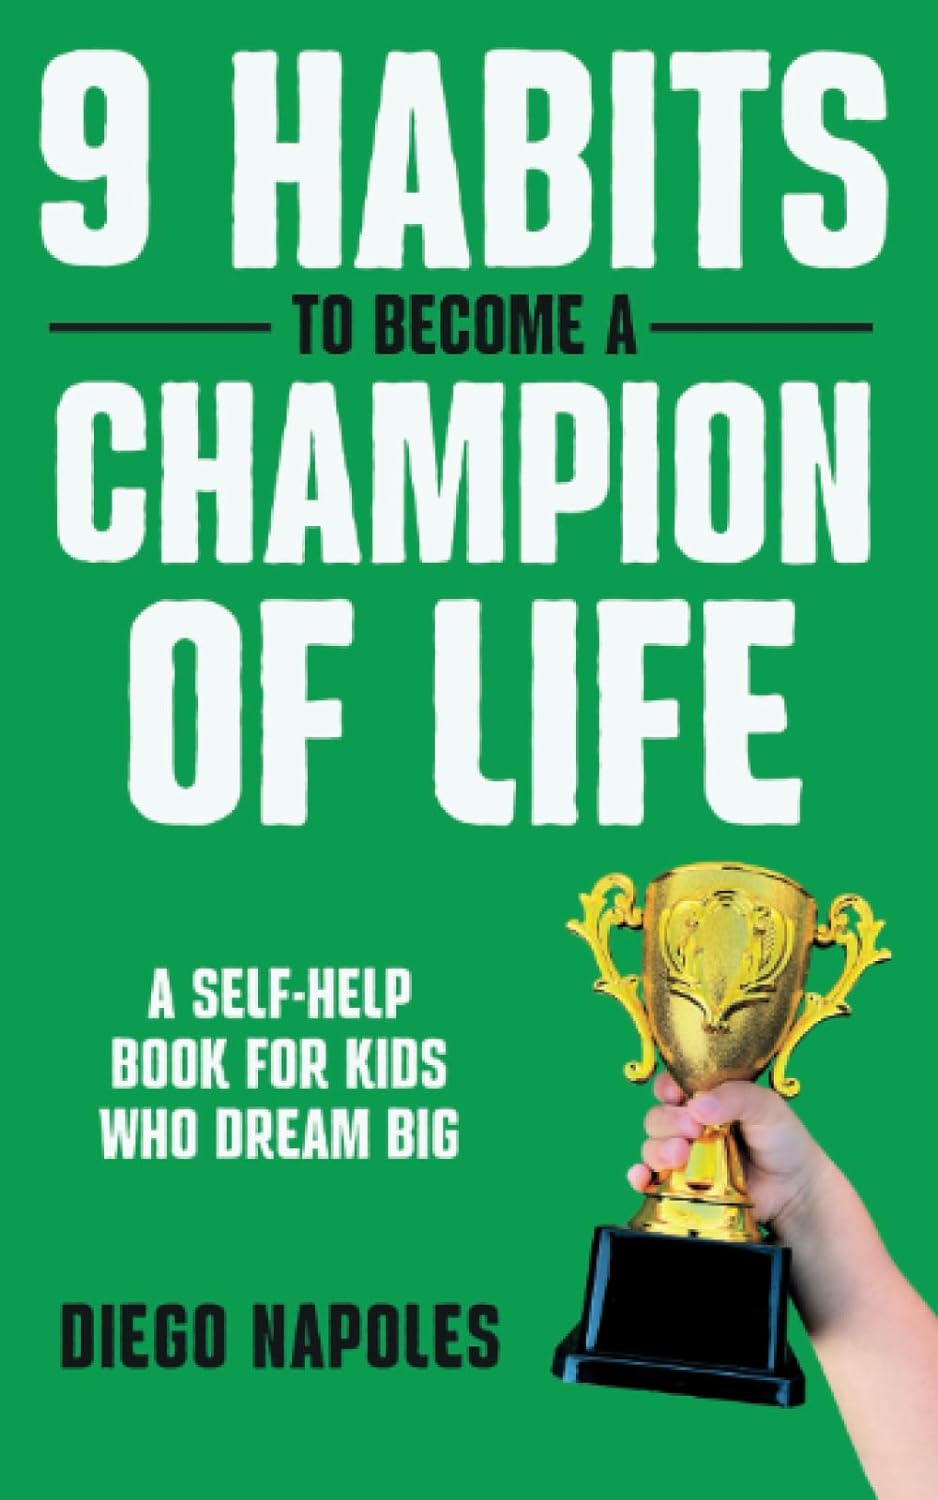 9 HABITS
TO BECOME A
CHAMPION
OF LIFE
A SELF-HELP
BOOK FOR KIDS
WHO DREAM BIG
DIEGO NAPOLES